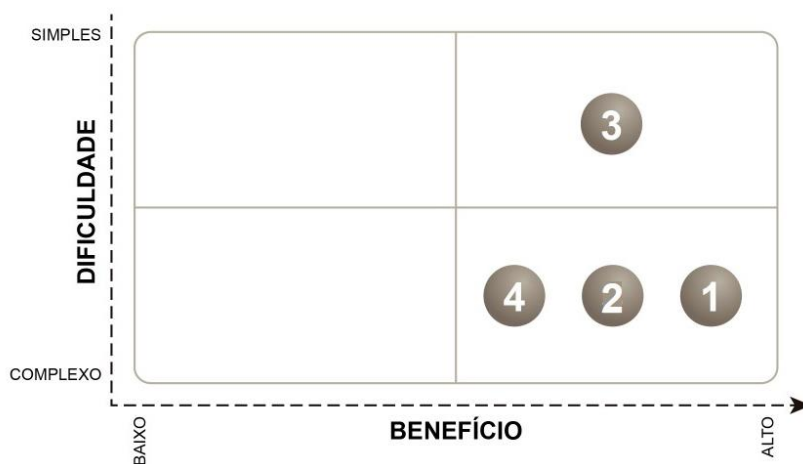 SIMPLES
DIFICULDADE
3
4 2 1
COMPLEXO
BAIXO
BENEFÍCIO
ALTO